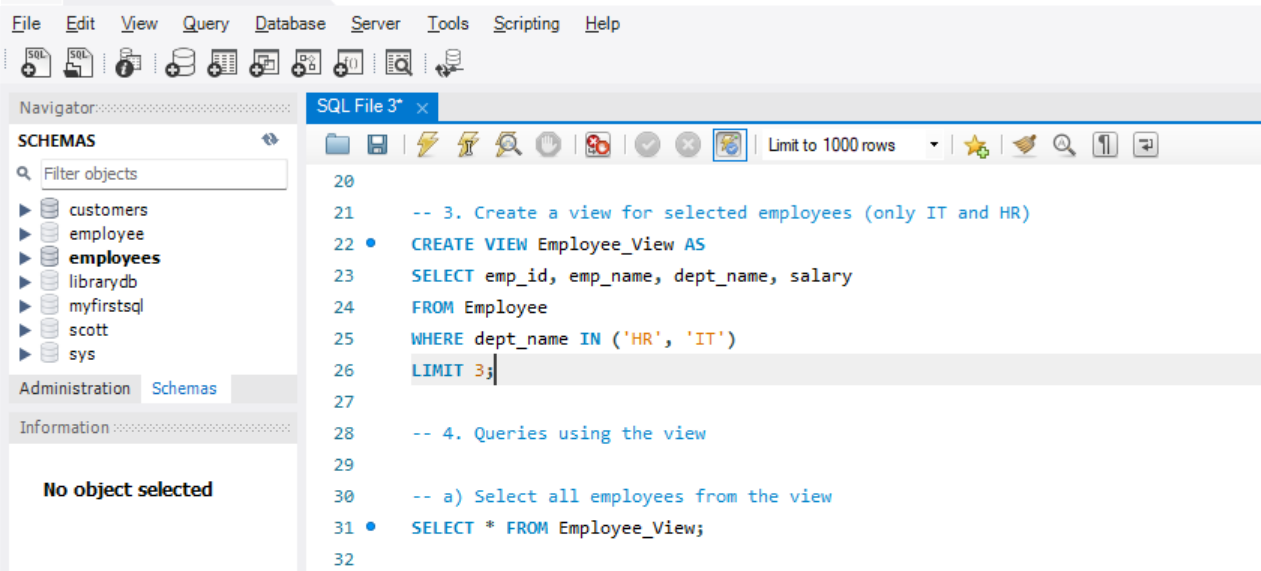 File Edit View Query Database Server Tools Scripting Help
SQL SQL
Navigator
SCHEMAS
Filter objects
customers
employee
employees
librarydb
myfirstsql
scott
sys
Administration Schemas
Information
No object selected
SQL File 3*
Limit to 1000 rows
20
21 -- 3. Create a view for selected employees (only IT and HR)
22 CREATE VIEW Employee_View AS
23 SELECT emp_id, emp_name, dept_name, salary
24 FROM Employee
25 WHERE dept_name IN ('HR', 'IT')
26 LIMIT 3;
27
28 -- 4. Queries using the view
29
30 -- a) Select all employees from the view
31 SELECT * FROM Employee_View;
32